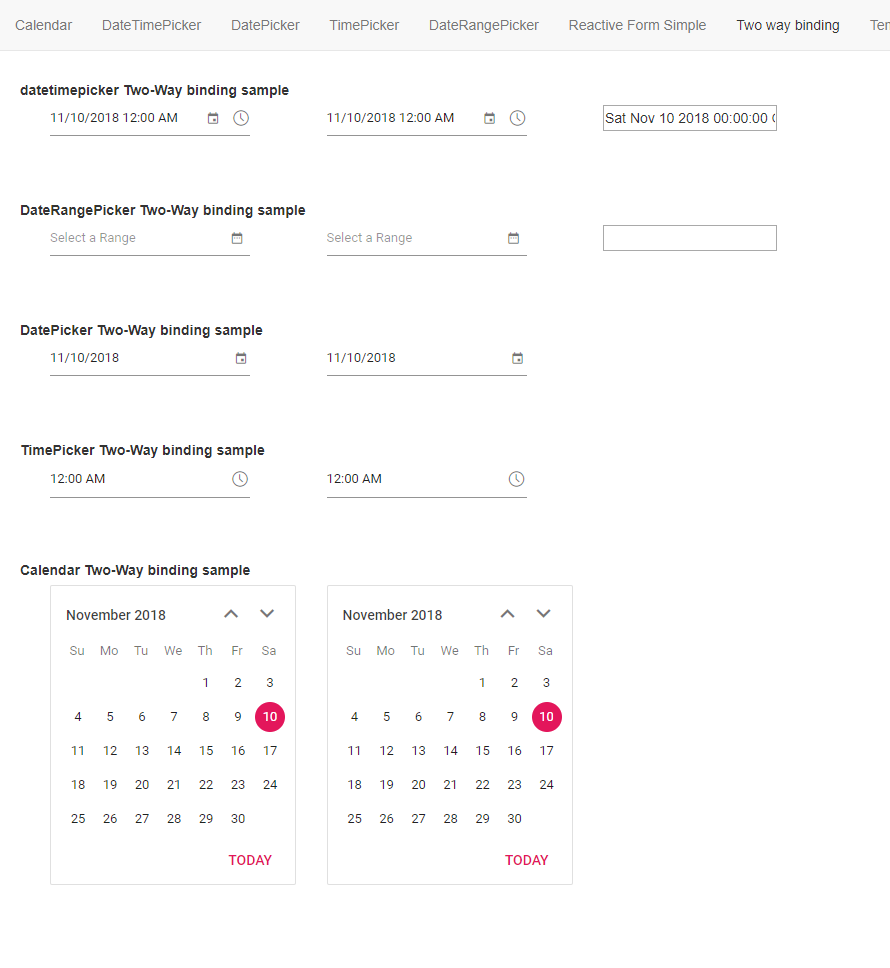 Calendar DateTimePicker DatePicker TimePicker DateRangePicker Reactive Form Simple Two way binding
datetimepicker Two-Way binding sample
11/10/2018 12:00 AM 11/10/2018 12:00 AM Sat Nov 10 2018 00:00:00
DateRangePicker Two-Way binding sample
Select a Range Select a Range
DatePicker Two-Way binding sample
11/10/2018 11/10/2018
TimePicker Two-Way binding sample
12:00 AM 12:00 AM
Calendar Two-Way binding sample
November 2018 November 2018
Su Mo Tu We Th Fr Sa Su Mo Tu We Th Fr Sa
1 2 3 1 2 3
4 5 6 7 8 9 10 4 5 6 7 8 9 10
11 12 13 14 15 16 17 11 12 13 14 15 16 17
18 19 20 21 22 23 24 18 19 20 21 22 23 24
25 26 27 28 29 30 25 26 27 28 29 30
TODAY TODAY